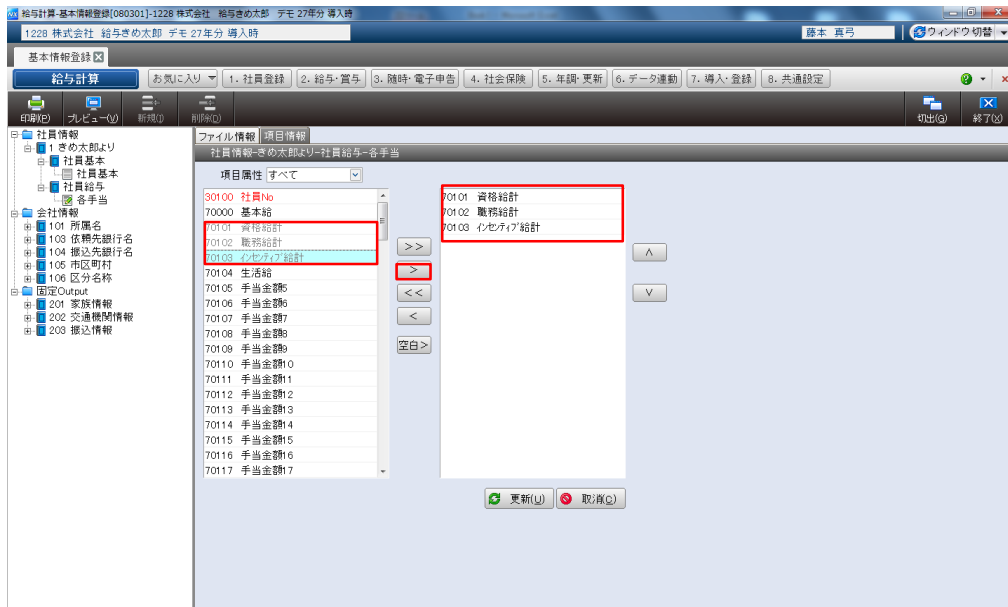 給与計算-基本情報登録[080301]-1228 株式会社 給与きめ太郎 デモ 27年分 導入時
1228 株式会社 給与きめ太郎 デモ 27年分 導入時
藤本 真弓
ウィンドウ切替
基本情報登録
給与計算
お気に入り
1. 社員登録
2. 給与・賞与
3. 随時・電子申告
4. 社会保険
5. 年調・更新
6. データ連動
7. 導入・登録
8. 共通設定
印刷(P)
プレビュー(V)
新規(I)
削除(D)
切出(G)
終了(X)
社員情報
1 きめ太郎より
社員基本
社員基本
社員給与
各手当
会社情報
101 所属名
103 依頼先銀行名
104 振込先銀行名
105 市区町村
106 区分名称
固定Output
201 家族情報
202 交通機関情報
203 振込情報
ファイル情報 項目情報
社員情報-きめ太郎より-社員給与-各手当
項目属性 すべて
30100 社員No
70000 基本給
70101 資格給計
70102 職務給計
70103 インセンティブ給計
70104 生活給
70105 手当金額5
70106 手当金額6
70107 手当金額7
70108 手当金額8
70109 手当金額9
70110 手当金額10
70111 手当金額11
70112 手当金額12
70113 手当金額13
70114 手当金額14
70115 手当金額15
70116 手当金額16
70117 手当金額17
>>
>
<<
<
空白>
70101 資格給計
70102 職務給計
70103 インセンティブ給計
∧
∨
更新(U)
取消(C)